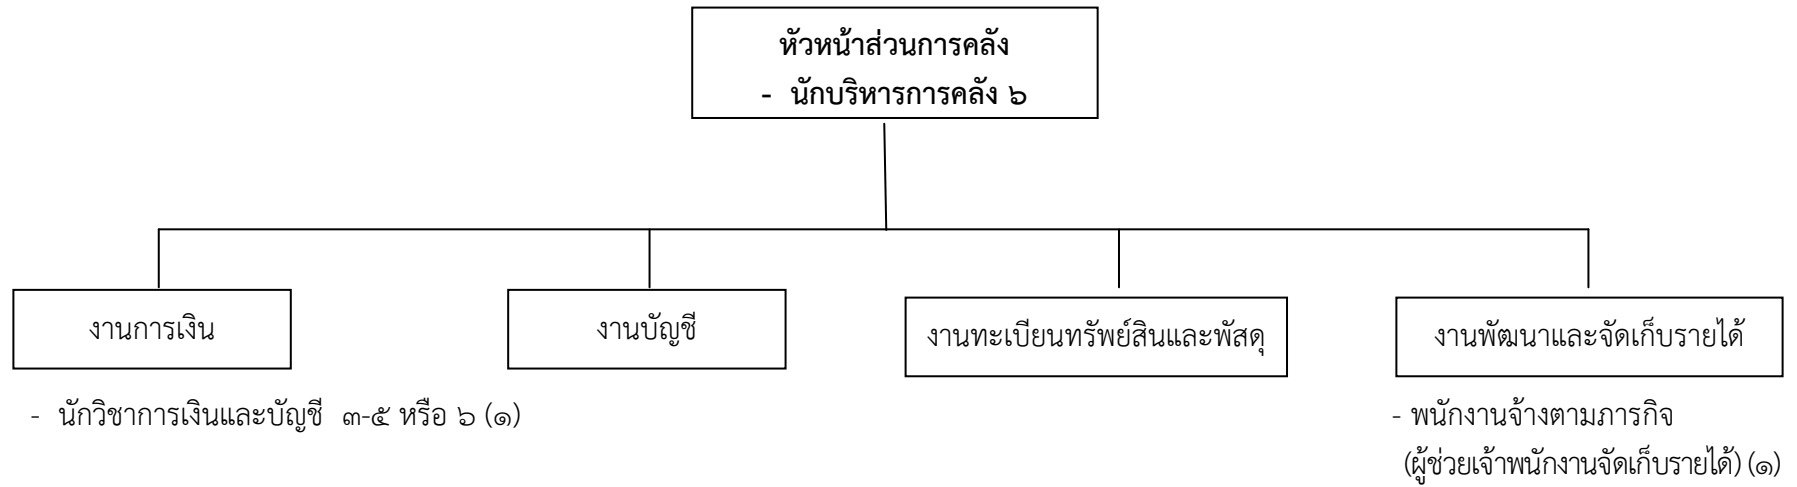 หัวหน้าส่วนการคลัง
- นักบริหารการคลัง ๖
งานการเงิน
งานบัญชี
งานทะเบียนทรัพย์สินและพัสดุ
งานพัฒนาและจัดเก็บรายได้
- นักวิชาการเงินและบัญชี ๓-๕ หรือ ๖ (๑)
- พนักงานจ้างตามภารกิจ
(ผู้ช่วยเจ้าพนักงานจัดเก็บรายได้) (๑)